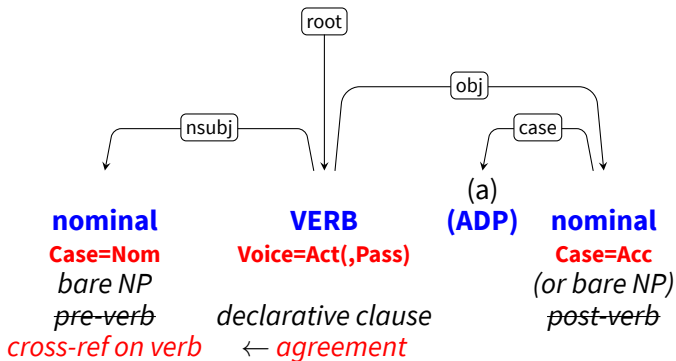 root
obj
nsubj
case
(a)
nominal VERB (ADP) nominal
Case=Nom Voice=Act(,Pass) Case=Acc
bare NP (or bare NP)
pre-verb declarative clause post-verb
cross-ref on verb ← agreement